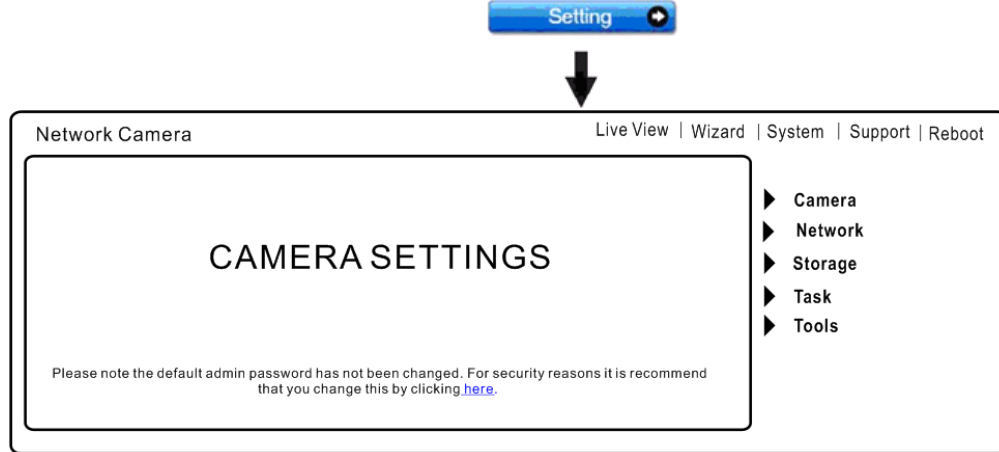 Setting
Network Camera
Live View | Wizard | System | Support | Reboot
CAMERA SETTINGS
Please note the default admin password has not been changed. For security reasons it is recommend
that you change this by clicking here.
Camera
Network
Storage
Task
Tools